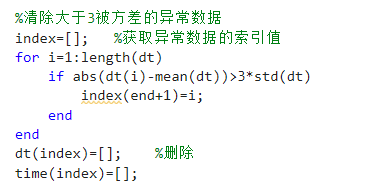 %清除大于3被方差的异常数据
index=[];   %获取异常数据的索引值
for i=1:length(dt)
    if abs(dt(i)-mean(dt))>3*std(dt)
        index(end+1)=i;
    end
end
dt(index)=[];    %删除
time(index)=[];